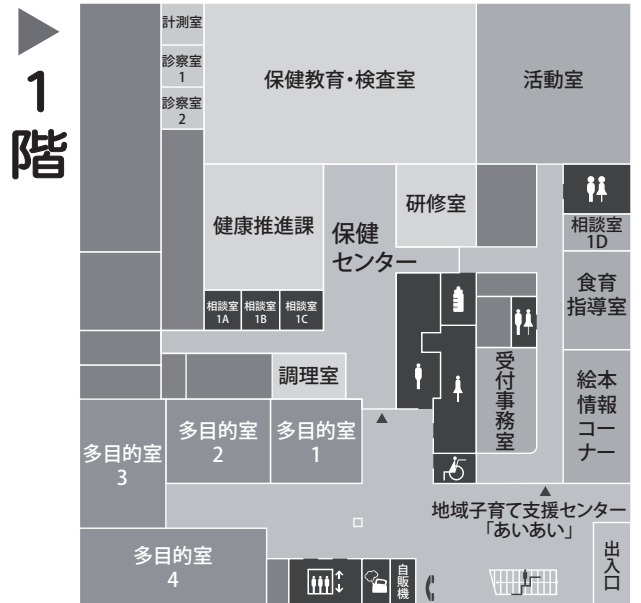 1
階
計測室
診察室
1
診察室
2
保健教育・検査室
活動室
健康推進課
保健
センター
研修室
相談室
1D
相談室
1A
相談室
1B
相談室
1C
食育
指導室
調理室
受付事務室
絵本
情報
コー
ナー
多目的室
3
多目的室
2
多目的室
1
地域子育て支援センター
「あいあい」
多目的室
4
自販機
出入口